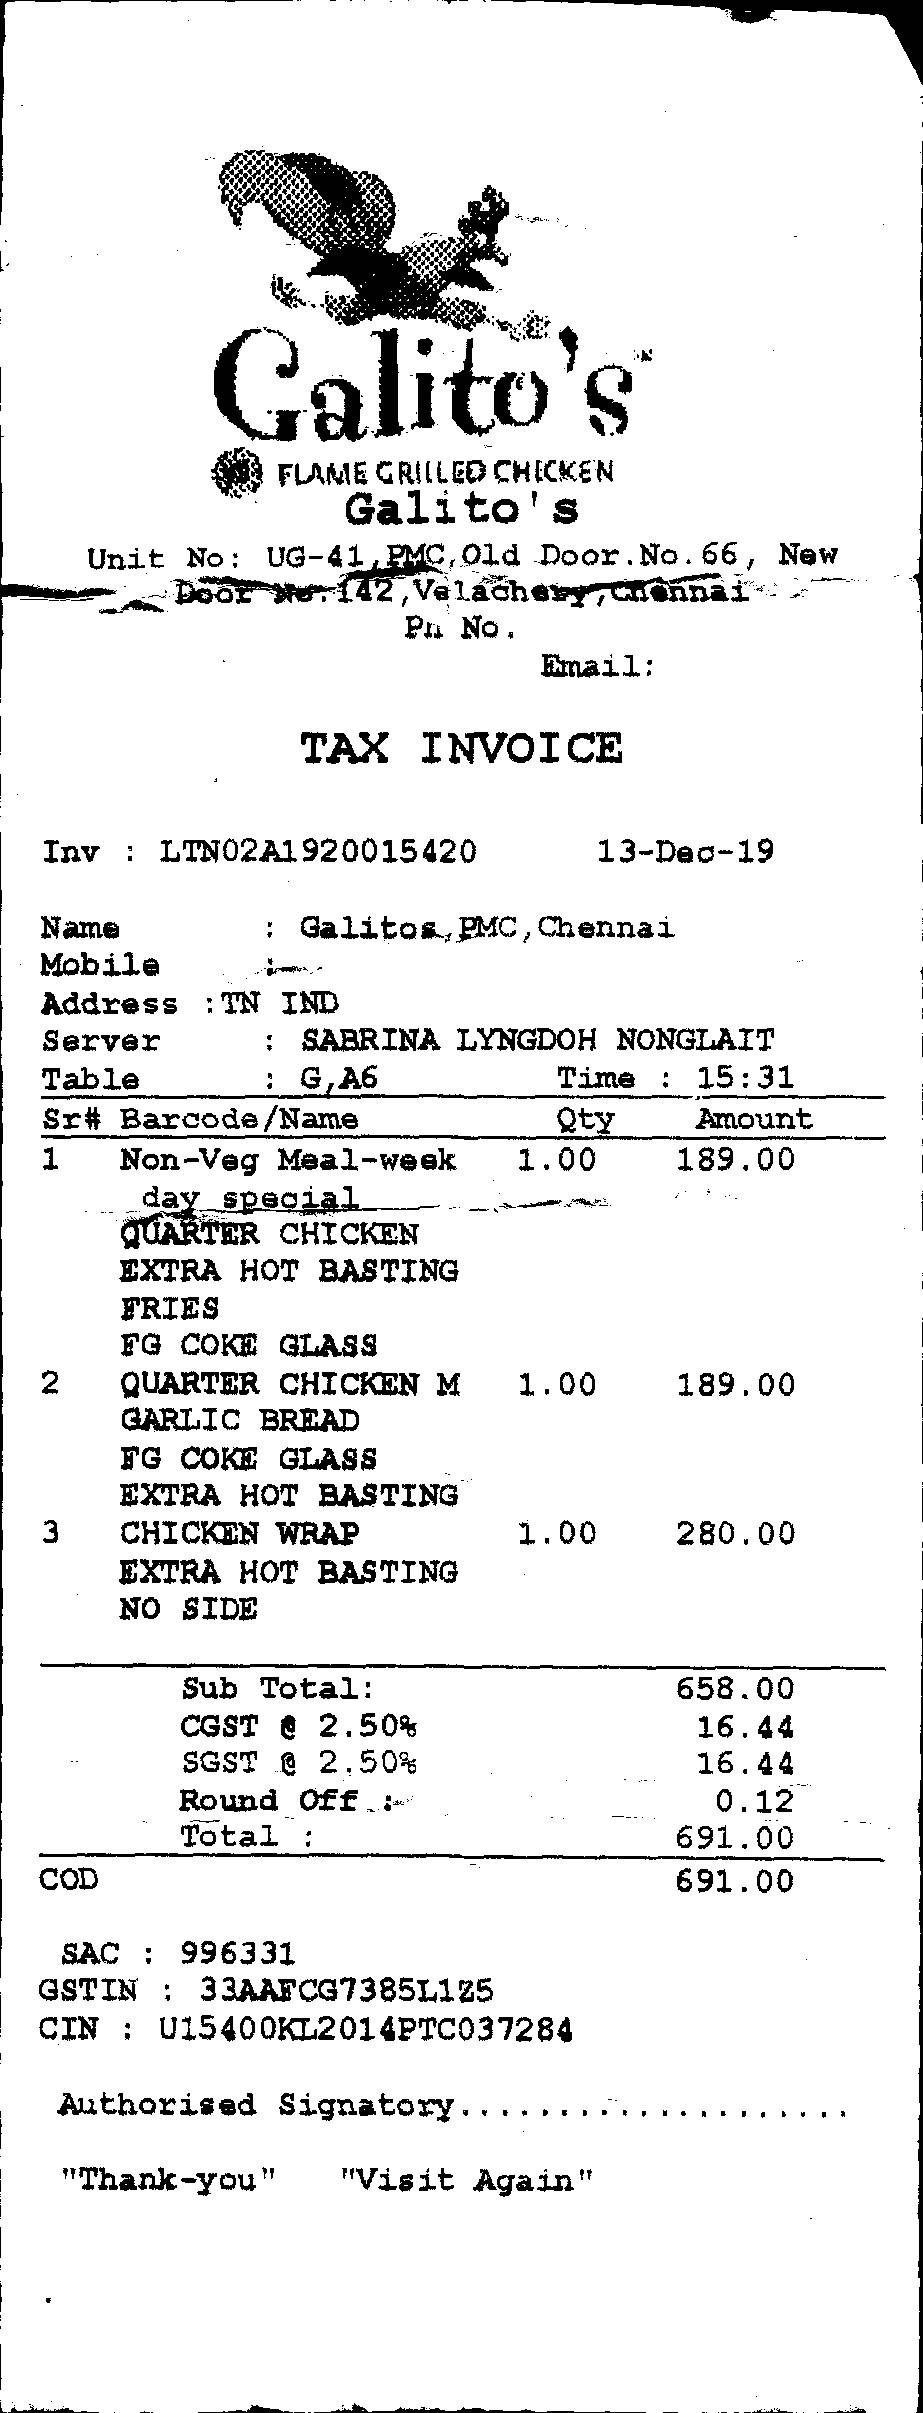 Galito's
FLAME GRILLED CHICKEN
Galito's
Unit No: UG-41,PMC,Old Door.No.66, New
Door No.142,Velachery,Chennai
Ph No.
Email:
TAX INVOICE
Inv : LTN02A1920015420 13-Dec-19
Name : Galitos,PMC,Chennai
Mobile :
Address :TN IND
Server : SABRINA LYNGDOH NONGLAIT
Table : G,A6 Time : 15:31
Sr# Barcode/Name Qty Amount
1 Non-Veg Meal-week 1.00 189.00
day special
QUARTER CHICKEN
EXTRA HOT BASTING
FRIES
FG COKE GLASS
2 QUARTER CHICKEN M 1.00 189.00
GARLIC BREAD
FG COKE GLASS
EXTRA HOT BASTING
3 CHICKEN WRAP 1.00 280.00
EXTRA HOT BASTING
NO SIDE
Sub Total: 658.00
CGST @ 2.50% 16.44
SGST @ 2.50% 16.44
Round Off : 0.12
Total : 691.00
COD 691.00
SAC : 996331
GSTIN : 33AAFCG7385L1Z5
CIN : U15400KL2014PTC037284
Authorised Signatory....................
"Thank-you" "Visit Again"